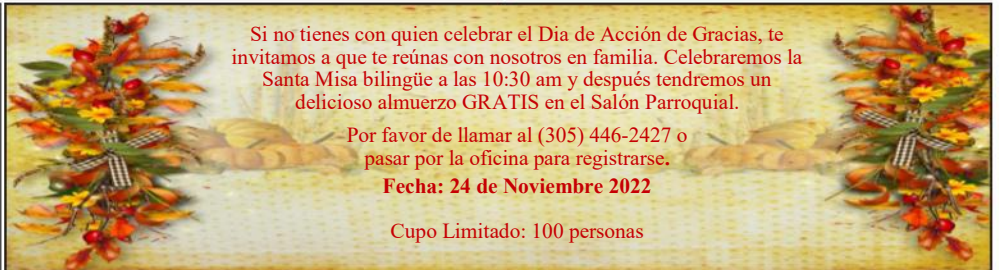 Si no tienes con quien celebrar el Dia de Acción de Gracias, te
invitamos a que te reúnas con nosotros en familia. Celebraremos la
Santa Misa bilingüe a las 10:30 am y después tendremos un
delicioso almuerzo GRATIS en el Salón Parroquial.
Por favor de llamar al (305) 446-2427 o
pasar por la oficina para registrarse.
Fecha: 24 de Noviembre 2022
Cupo Limitado: 100 personas